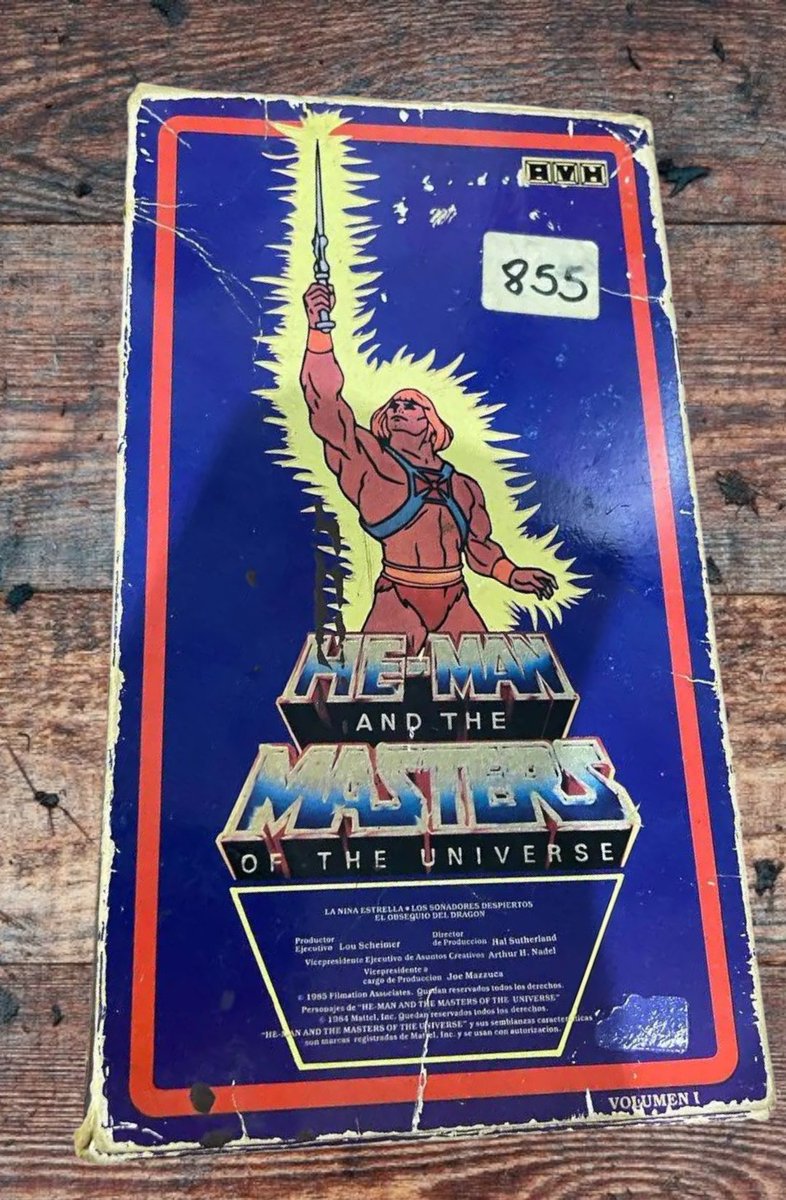 AVH
855
HE-MAN
AND THE
MASTERS
OF THE UNIVERSE
LA NINA ESTRELLA • LOS SOÑADORES DESPIERTOS
EL OBSEQUIO DEL DRAGON
Productor Ejecutivo Lou Scheimer Director de Produccion Hal Sutherland
Vicepresidente Ejecutivo de Asuntos Creativos Arthur H. Nadel
Vicepresidente a
cargo de Produccion Joe Mazzuca
© 1985 Filmation Associates. Quedan reservados todos los derechos.
Personajes de "HE-MAN AND THE MASTERS OF THE UNIVERSE"
© 1984 Mattel, Inc. Quedan reservados todos los derechos.
"HE-MAN AND THE MASTERS OF THE UNIVERSE" y sus semblanzas caracteristicas
son marcas registradas de Mattel, Inc. y se usan con autorizacion.
VOLUMEN I